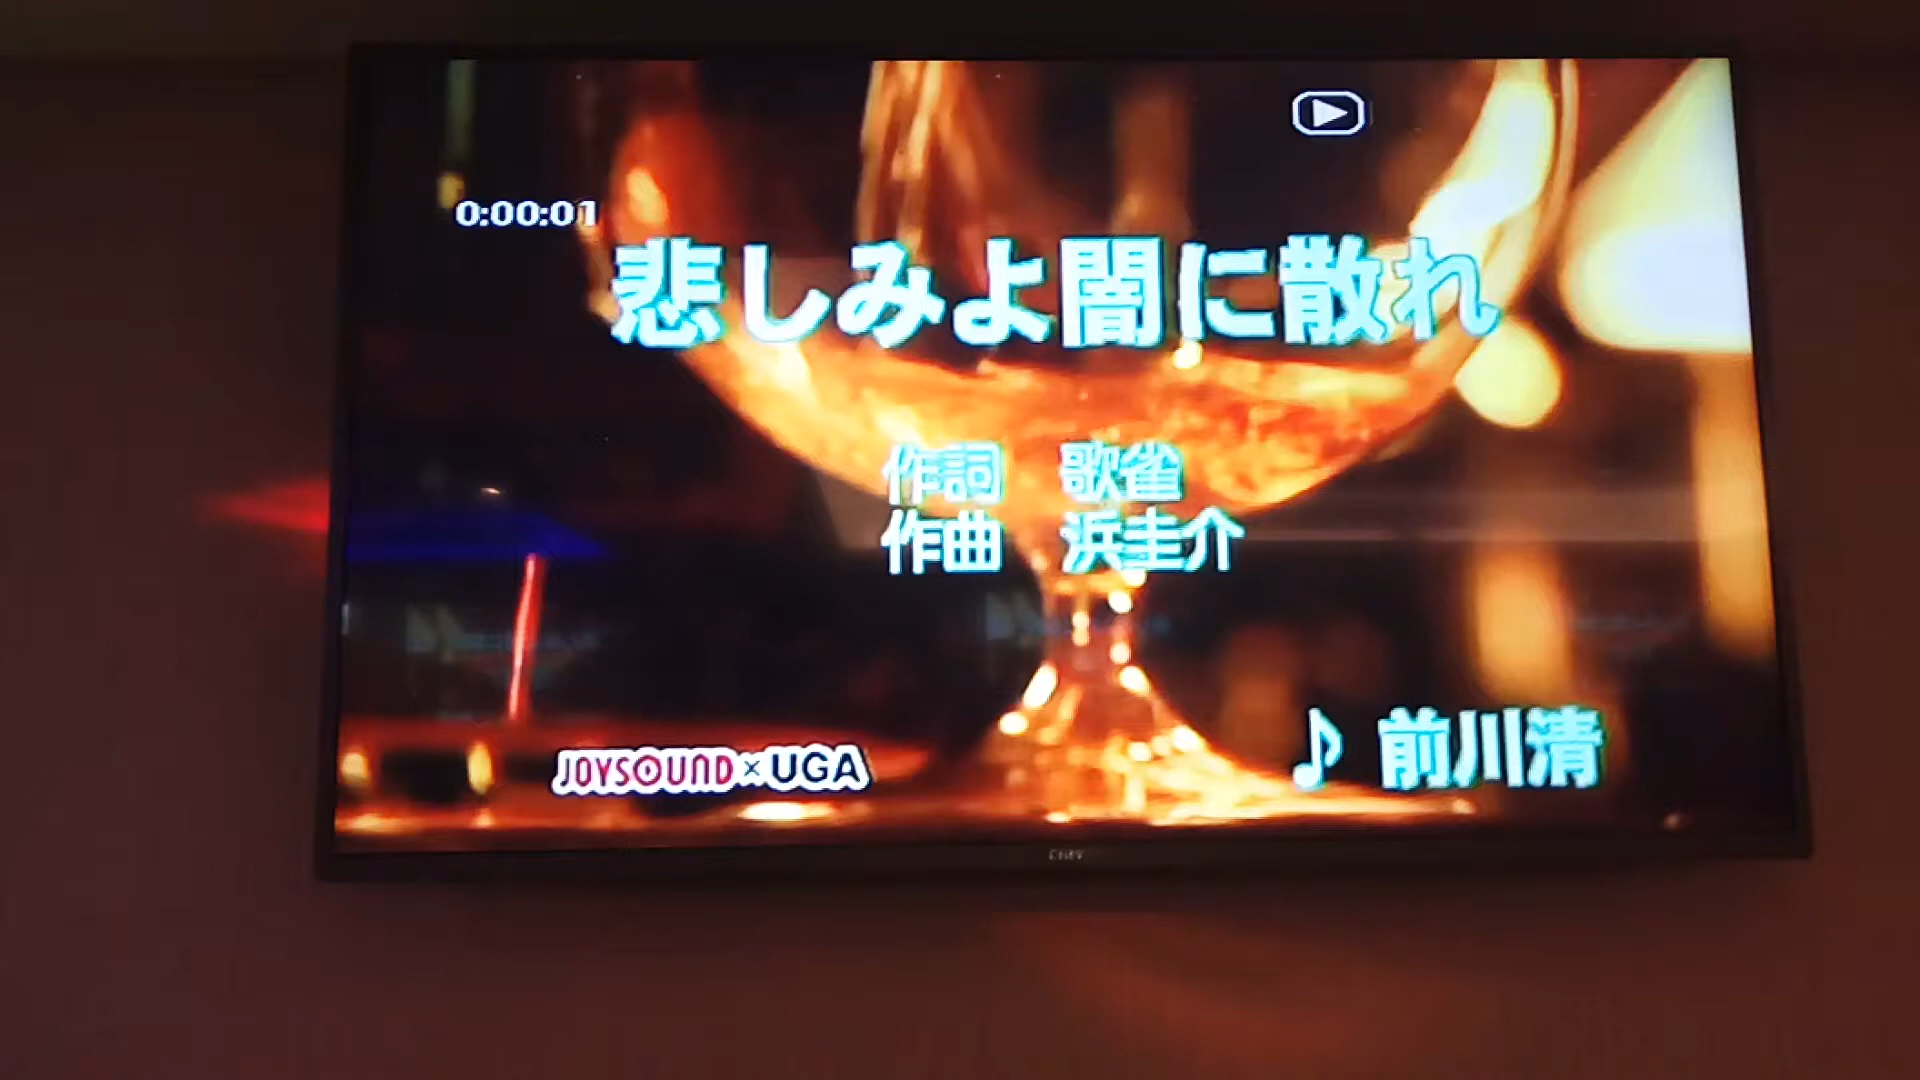 0:00:01
悲しみよ闇に散れ
作詞　歌雀
作曲　浜圭介
♪ 前川清
JOYSOUND×UGA